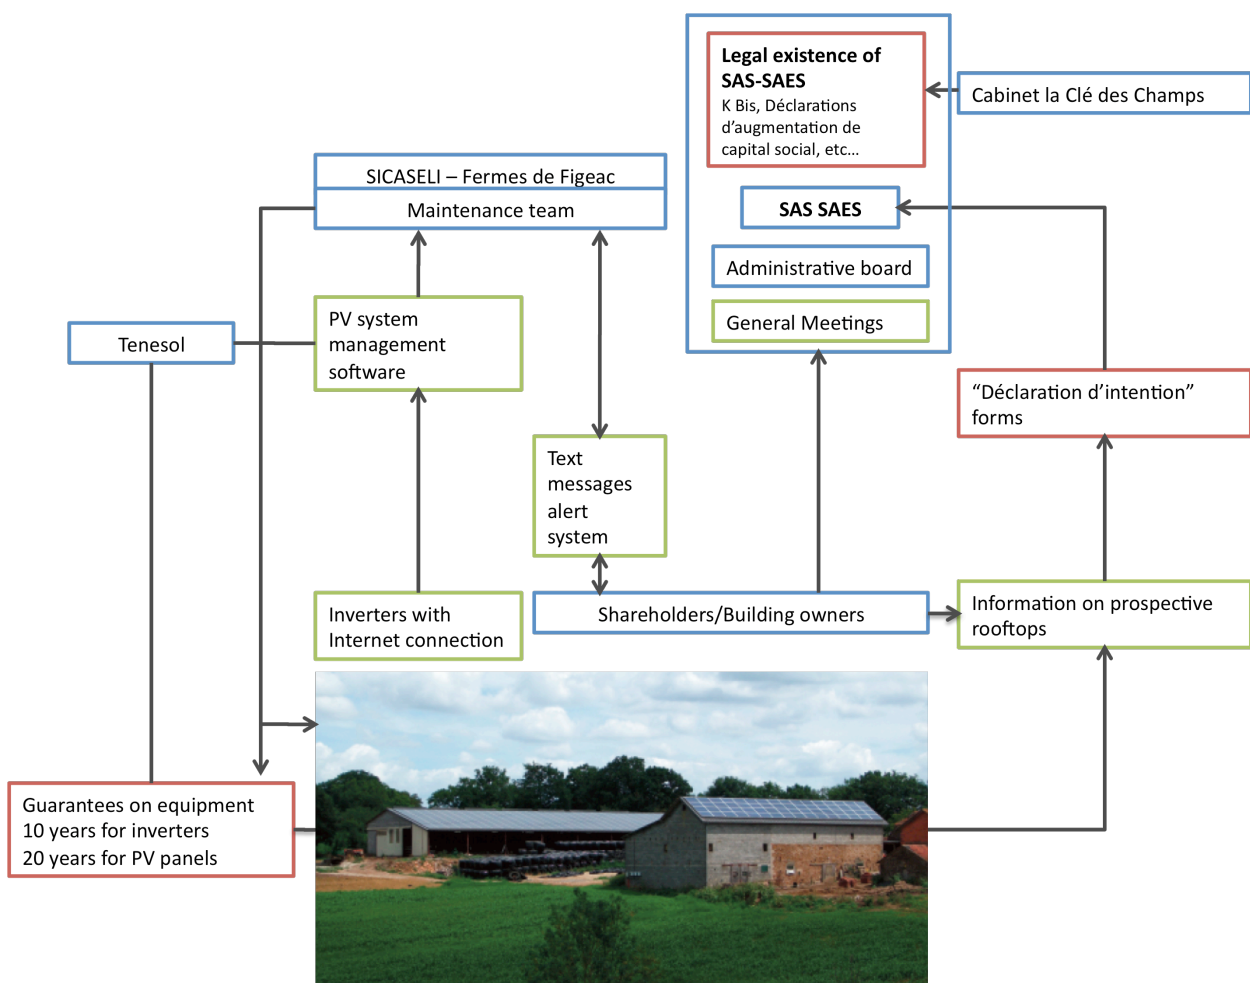 Legal existence of
SAS-SAES
K Bis, Déclarations
d’augmentation de
capital social, etc…
Cabinet la Clé des Champs
SICASELI – Fermes de Figeac
Maintenance team
SAS SAES
Administrative board
General Meetings
PV system
management
software
Tenesol
“Déclaration d’intention”
forms
Text
messages
alert
system
Inverters with
Internet connection
Shareholders/Building owners
Information on prospective
rooftops
Guarantees on equipment
10 years for inverters
20 years for PV panels